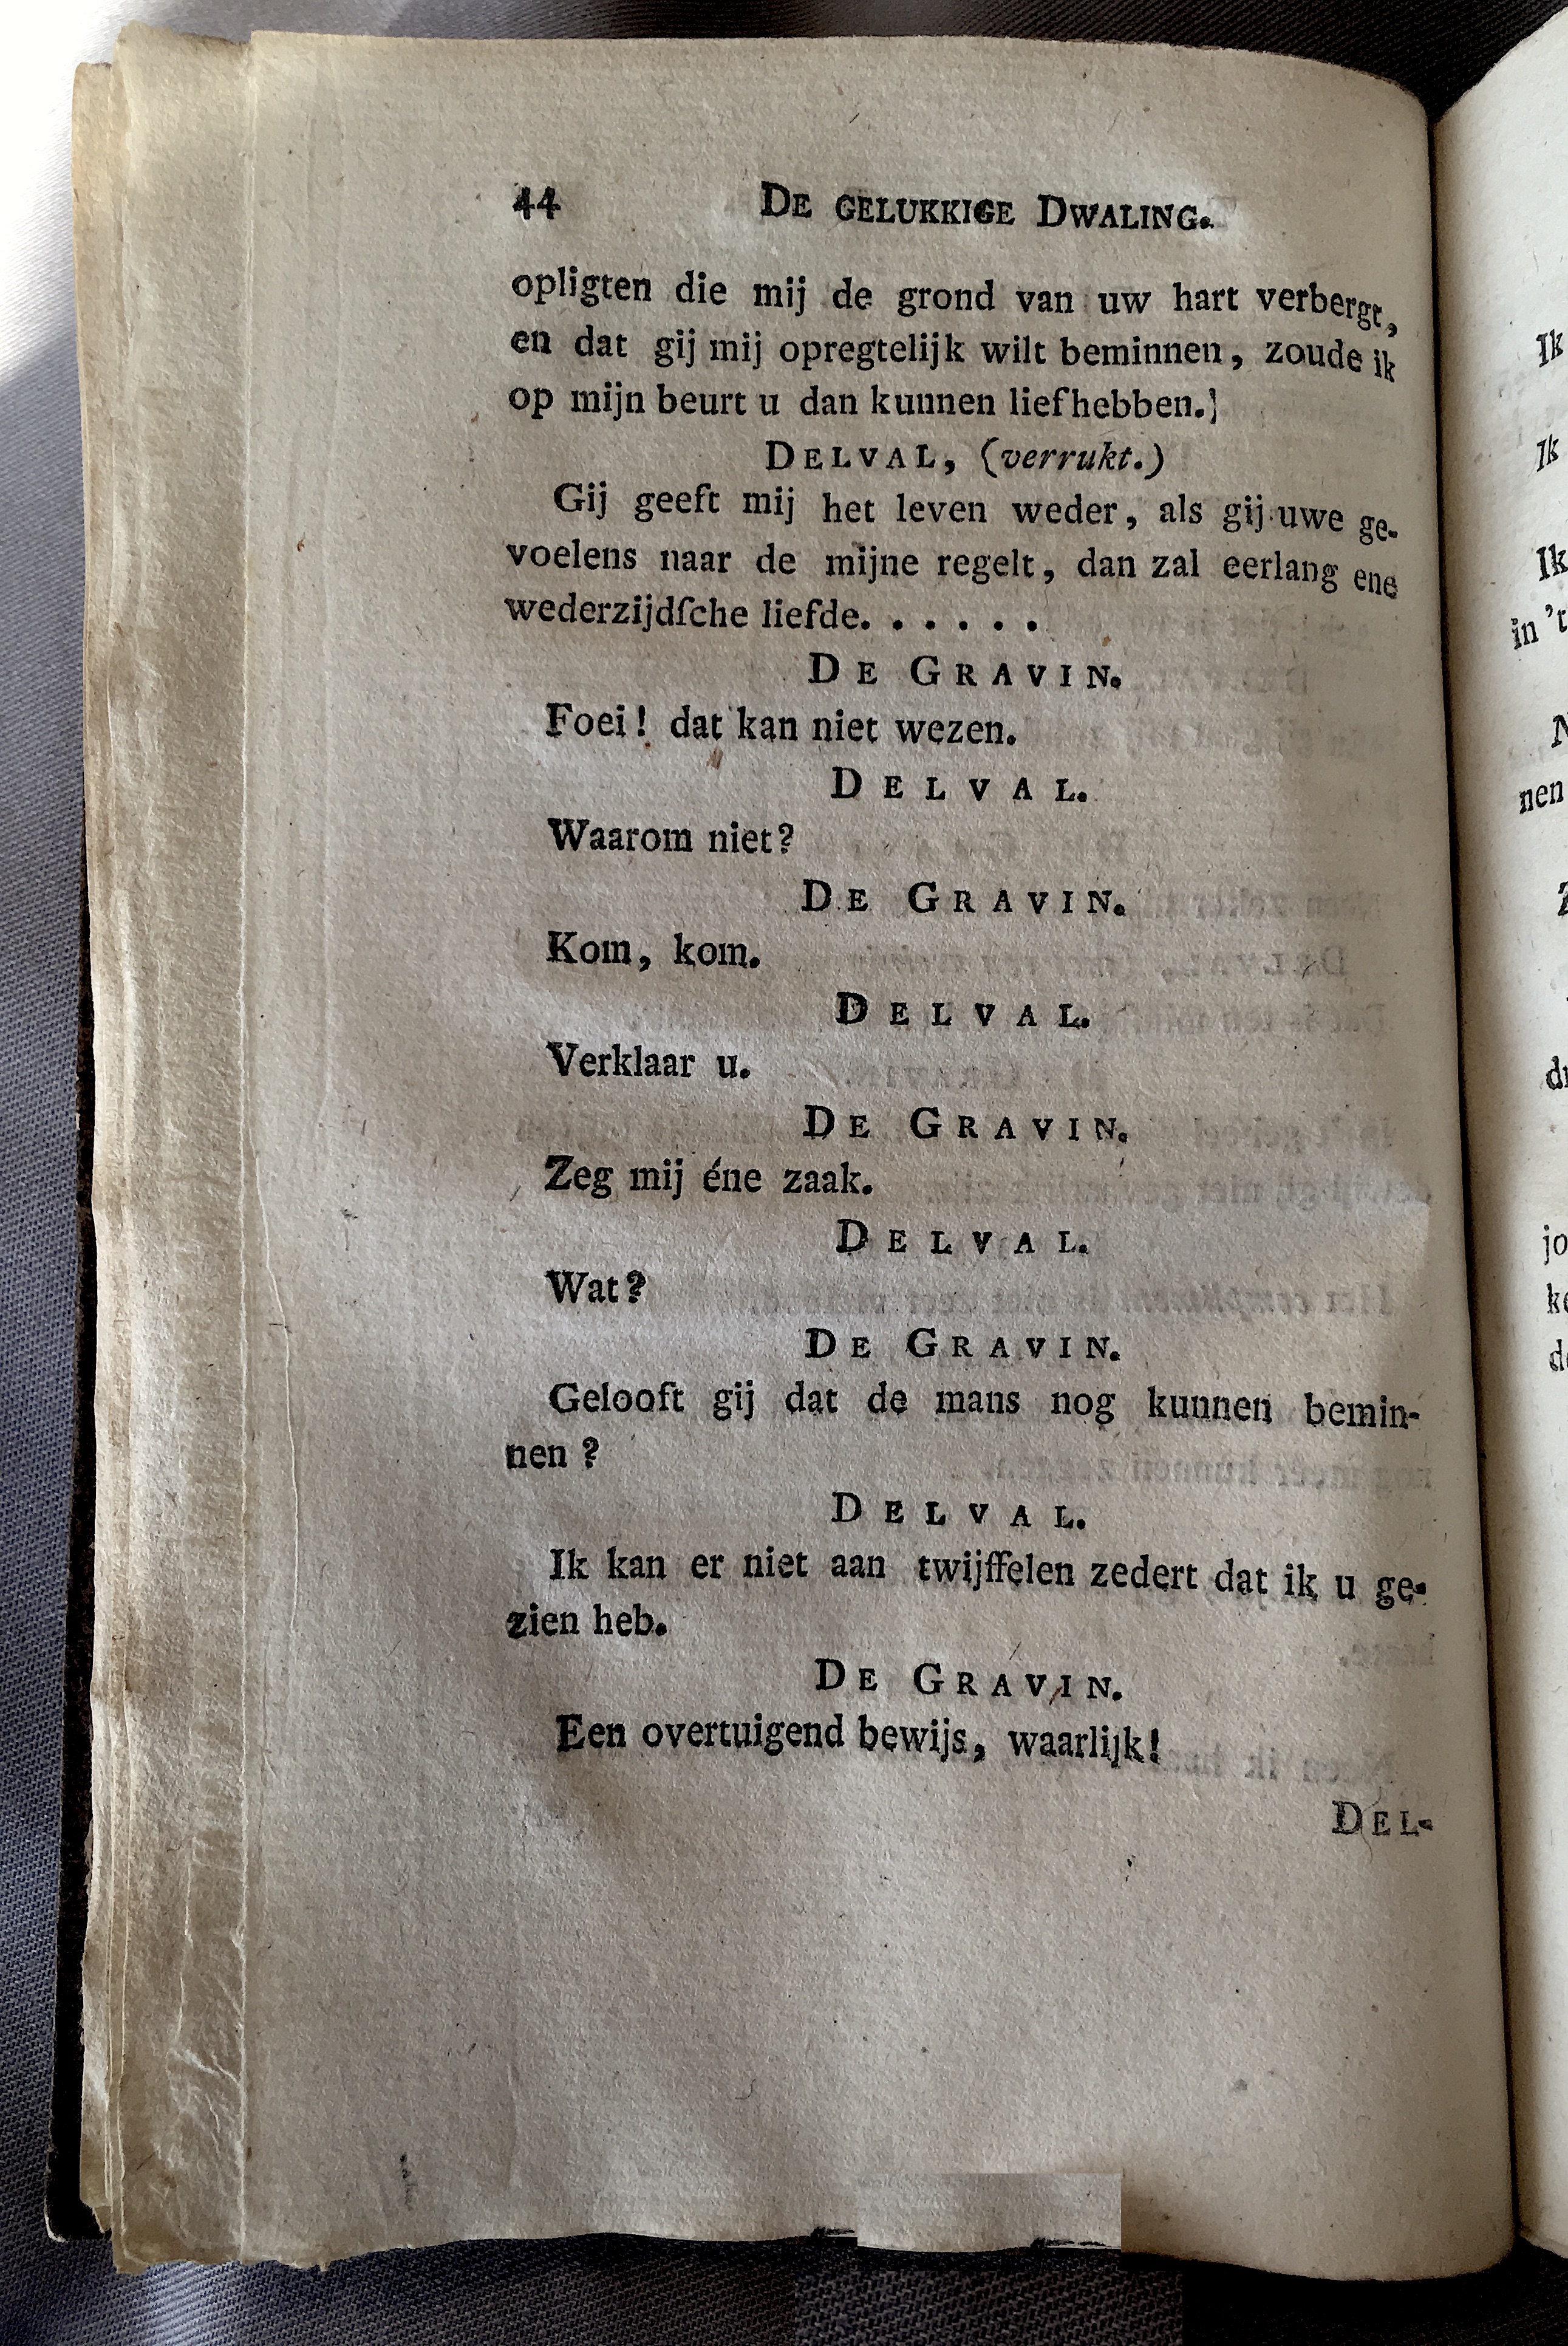 44 DE GELUKKIGE DWALING.
opligten die mij de grond van uw hart verbergt,
en dat gij mij opregtelijk wilt beminnen, zoude ik
op mijn beurt u dan kunnen liefhebben.]
DELVAL, (verrukt.)
Gij geeft mij het leven weder, als gij uwe ge-
voelens naar de mijne regelt, dan zal eerlang ene
wederzijdſche liefde. . . . . .
DE GRAVIN.
Foei! dat kan niet wezen.
DELVAL.
Waarom niet?
DE GRAVIN.
Kom, kom.
DELVAL.
Verklaar u.
DE GRAVIN.
Zeg mij éne zaak.
DELVAL.
Wat?
DE GRAVIN.
Gelooft gij dat de mans nog kunnen bemin-
nen?
DELVAL.
Ik kan er niet aan twijffelen zedert dat ik u ge-
zien heb.
DE GRAVIN.
Een overtuigend bewijs, waarlijk!
DEL-
Ik
Ik
Ik
in 't
nen